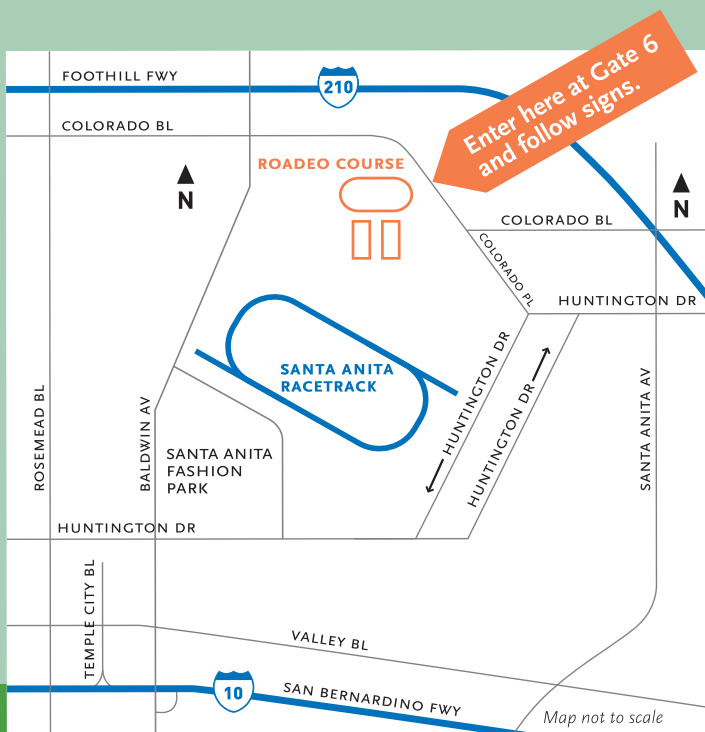 FOOTHILL FWY
210
Enter here at Gate 6
and follow signs.
COLORADO BL
ROADEO COURSE
N
N
COLORADO BL
COLORADO PL
HUNTINGTON DR
SANTA ANITA
RACETRACK
HUNTINGTON DR
HUNTINGTON DR
SANTA ANITA AV
ROSEMEAD BL
BALDWIN AV
SANTA ANITA
FASHION
PARK
HUNTINGTON DR
TEMPLE CITY BL
VALLEY BL
10
SAN BERNARDINO FWY
Map not to scale